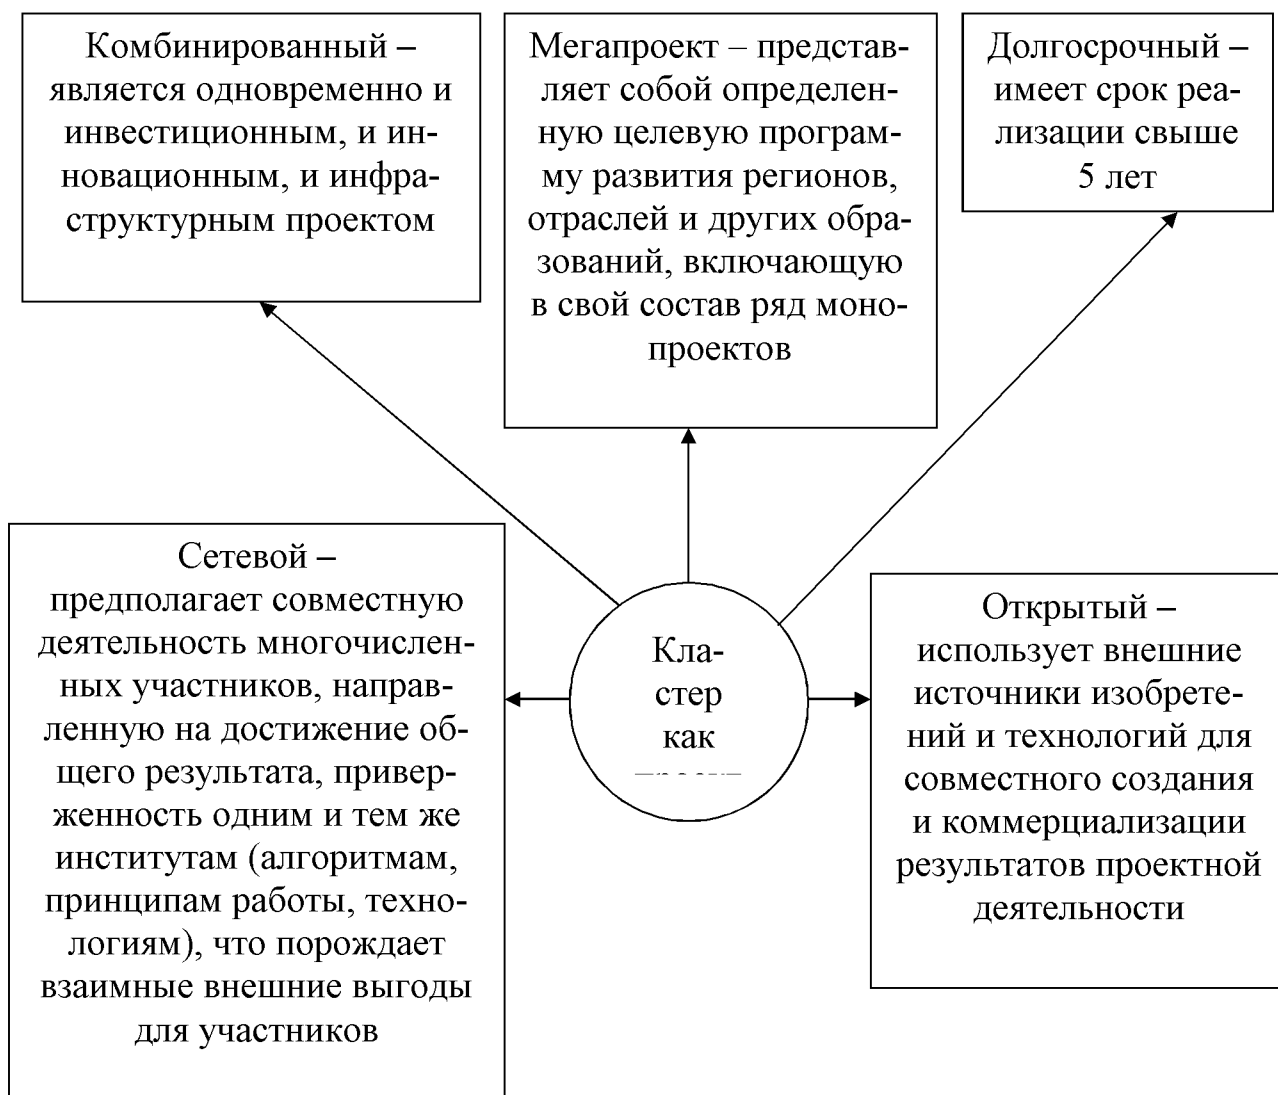 Комбинированный –
является одновременно и
инвестиционным, и ин-
новационным, и инфра-
структурным проектом
Мегапроект – представ-
ляет собой определен-
ную целевую програм-
му развития регионов,
отраслей и других обра-
зований, включающую
в свой состав ряд моно-
проектов
Долгосрочный –
имеет срок реа-
лизации свыше
5 лет
Сетевой –
предполагает совместную
деятельность многочислен-
ных участников, направ-
ленную на достижение об-
щего результата, привер-
женность одним и тем же
институтам (алгоритмам,
принципам работы, техно-
логиям), что порождает
взаимные внешние выгоды
для участников
Кла-
стер
как
Открытый –
использует внешние
источники изобрете-
ний и технологий для
совместного создания
и коммерциализации
результатов проектной
деятельности